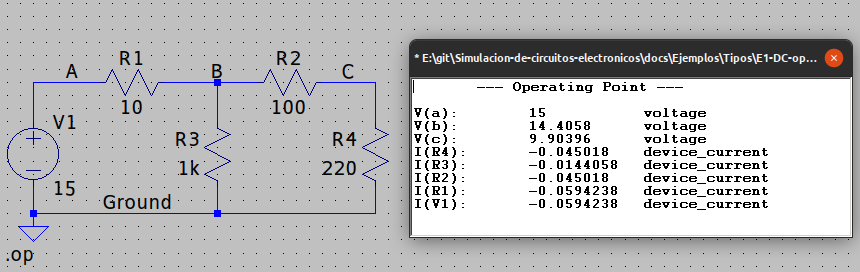 R1
R2
A
B
C
10
100
V1
R3
R4
1k
220
15
Ground
.op
* E:\git\Simulacion-de-circuitos-electronicos\docs\Ejemplos\Tipos\E1-DC-op...
--- Operating Point ---
V(a): 15 voltage
V(b): 14.4058 voltage
V(c): 9.90396 voltage
I(R4): -0.045018 device_current
I(R3): -0.0144058 device_current
I(R2): -0.045018 device_current
I(R1): -0.0594238 device_current
I(V1): -0.0594238 device_current